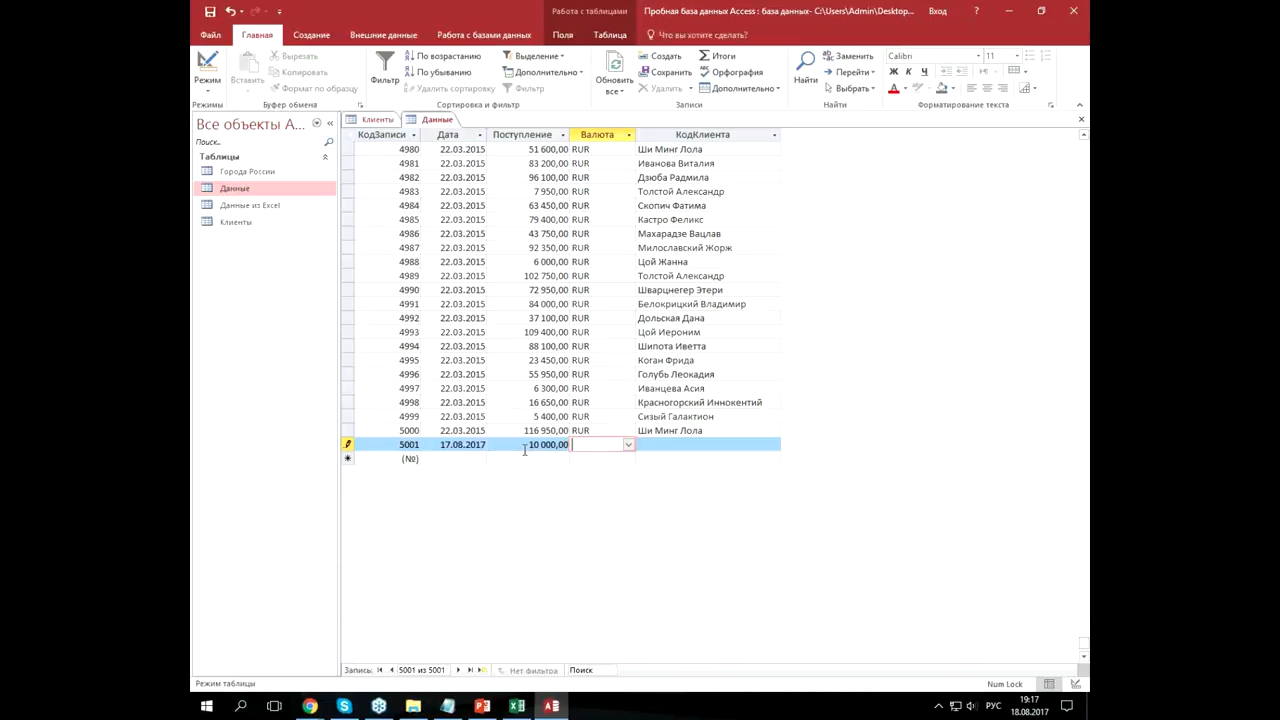 Работа с таблицами
Пробная база данных Access : база данных- C:\Users\Admin\Desktop...
Вход
?
Файл Главная Создание Внешние данные Работа с базами данных Поля Таблица Что вы хотите сделать?
Режим
Режимы
Вставить
Вырезать
Копировать
Формат по образцу
Буфер обмена
Фильтр
По возрастанию
По убыванию
Удалить сортировку
Выделение
Дополнительно
Фильтр
Сортировка и фильтр
Обновить
все
Создать
Сохранить
Удалить
Итоги
Орфография
Дополнительно
Записи
Найти
Заменить
Перейти
Выбрать
Найти
Calibri 11
Ж К Ч
А
Форматирование текста
Все объекты A...
Поиск..
Таблицы
Города России
Данные
Данные из Excel
Клиенты
Клиенты Данные
КодЗаписи Дата Поступление Валюта КодКлиента
4980 22.03.2015 51 600,00 RUR Ши Минг Лола
4981 22.03.2015 83 200,00 RUR Иванова Виталия
4982 22.03.2015 96 100,00 RUR Дзюба Радмила
4983 22.03.2015 7 950,00 RUR Толстой Александр
4984 22.03.2015 63 450,00 RUR Скопич Фатима
4985 22.03.2015 79 400,00 RUR Кастро Феликс
4986 22.03.2015 43 750,00 RUR Махарадзе Вацлав
4987 22.03.2015 92 350,00 RUR Милославский Жорж
4988 22.03.2015 6 000,00 RUR Цой Жанна
4989 22.03.2015 102 750,00 RUR Толстой Александр
4990 22.03.2015 72 950,00 RUR Шварцнегер Этери
4991 22.03.2015 84 000,00 RUR Белокрицкий Владимир
4992 22.03.2015 37 100,00 RUR Дольская Дана
4993 22.03.2015 109 400,00 RUR Цой Иероним
4994 22.03.2015 88 100,00 RUR Шипота Иветта
4995 22.03.2015 23 450,00 RUR Коган Фрида
4996 22.03.2015 55 950,00 RUR Голубь Леокадия
4997 22.03.2015 6 300,00 RUR Иванцева Асия
4998 22.03.2015 16 650,00 RUR Красногорский Иннокентий
4999 22.03.2015 5 400,00 RUR Сизый Галактион
5000 22.03.2015 116 950,00 RUR Ши Минг Лола
5001 17.08.2017 10 000,00
(№)
Запись: 5001 из 5001 Нет фильтра Поиск
Режим таблицы
Num Lock
РУС
19:17
18.08.2017